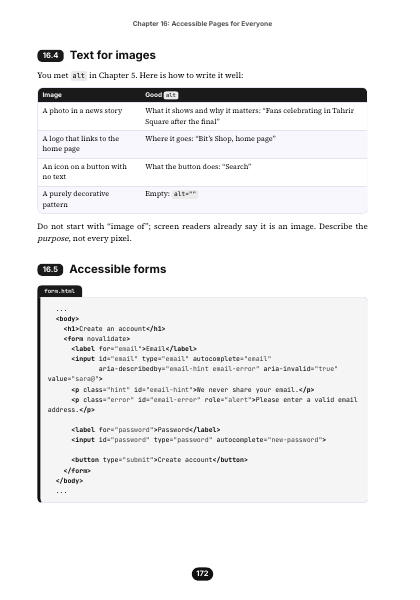 Chapter 16: Accessible Pages for Everyone
16.4 Text for images
You met alt in Chapter 5. Here is how to write it well:
Image Good alt
A photo in a news story What it shows and why it matters: “Fans celebrating in Tahrir
Square after the final”
A logo that links to the Where it goes: “Bit’s Shop, home page”
home page
An icon on a button with What the button does: “Search”
no text
A purely decorative Empty: alt=""
pattern
Do not start with “image of”; screen readers already say it is an image. Describe the
purpose, not every pixel.
16.5 Accessible forms
form.html
...
<body>
<h1>Create an account</h1>
<form novalidate>
<label for="email">Email</label>
<input id="email" type="email" autocomplete="email"
aria-describedby="email-hint email-error" aria-invalid="true"
value="sara@">
<p class="hint" id="email-hint">We never share your email.</p>
<p class="error" id="email-error" role="alert">Please enter a valid email
address.</p>
<label for="password">Password</label>
<input id="password" type="password" autocomplete="new-password">
<button type="submit">Create account</button>
</form>
</body>
...
172